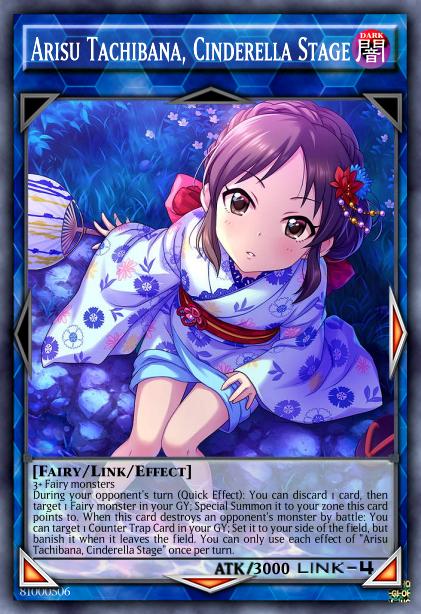 Arisu Tachibana, Cinderella Stage
DARK
闇
[Fairy/Link/Effect]
3+ Fairy monsters
During your opponent's turn (Quick Effect): You can discard 1 card, then
target 1 Fairy monster in your GY; Special Summon it to your zone this card
points to. When this card destroys an opponent's monster by battle: You
can target 1 Counter Trap Card in your GY; Set it to your side of the field, but
banish it when it leaves the field. You can only use each effect of "Arisu
Tachibana, Cinderella Stage" once per turn.
ATK/3000 LINK-4
81000506